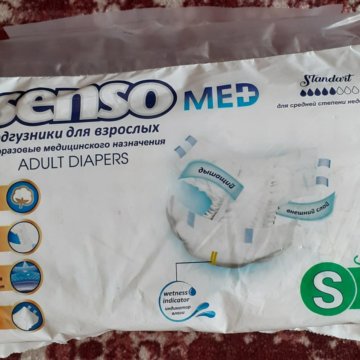 senso MED
Standart
для средней степени
подгузники для взрослых
медицинского назначения
ADULT DIAPERS
дышащий
внешний слой
wetness
indicator
индикатор
влаги
S